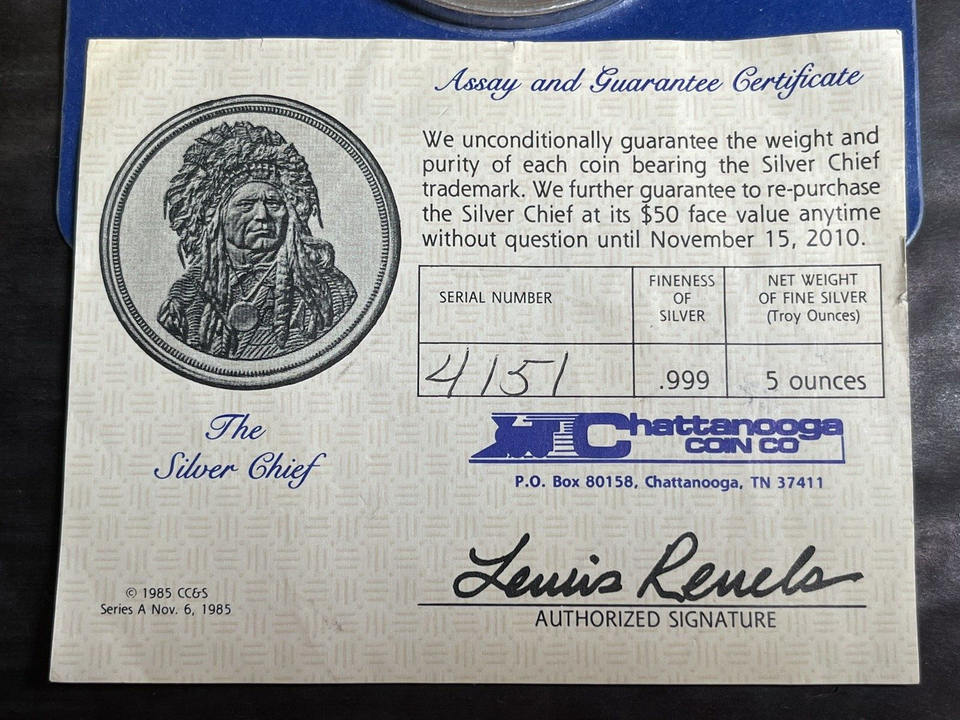 Assay and Guarantee Certificate
We unconditionally guarantee the weight and
purity of each coin bearing the Silver Chief
trademark. We further guarantee to re-purchase
the Silver Chief at its $50 face value anytime
without question until November 15, 2010.
SERIAL NUMBER
FINENESS
OF
SILVER
NET WEIGHT
OF FINE SILVER
(Troy Ounces)
4151
.999
5 ounces
The
Silver Chief
Chattanooga
COIN CO
P.O. Box 80158, Chattanooga, TN 37411
Lewis Revels
AUTHORIZED SIGNATURE
© 1985 CC&S
Series A Nov. 6, 1985